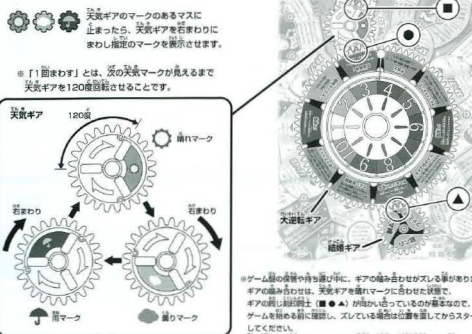 天気ギアのマークのあるマスに
止まったら、天気ギアを右まわりに
まわし指定のマークを表示させます。
※「1回まわす」とは、次の天気マークが見えるまで
天気ギアを120度回転させることです。
天気ギア
120度
晴れマーク
右まわり
右まわり
雨マーク
曇りマーク
大逆転ギア
結婚ギア
※ゲーム盤の保管や持ち運び中に、ギアの噛み合わせがズレる事があり
ギアの噛み合わせは、天気ギアを晴れマークに合わせた状態で、
ギアの同じ刻印同士（■●▲）が向かい合っているのが基本なので、
ゲームを始める前に確認し、ズレている場合は位置を直してからスタ
してください。